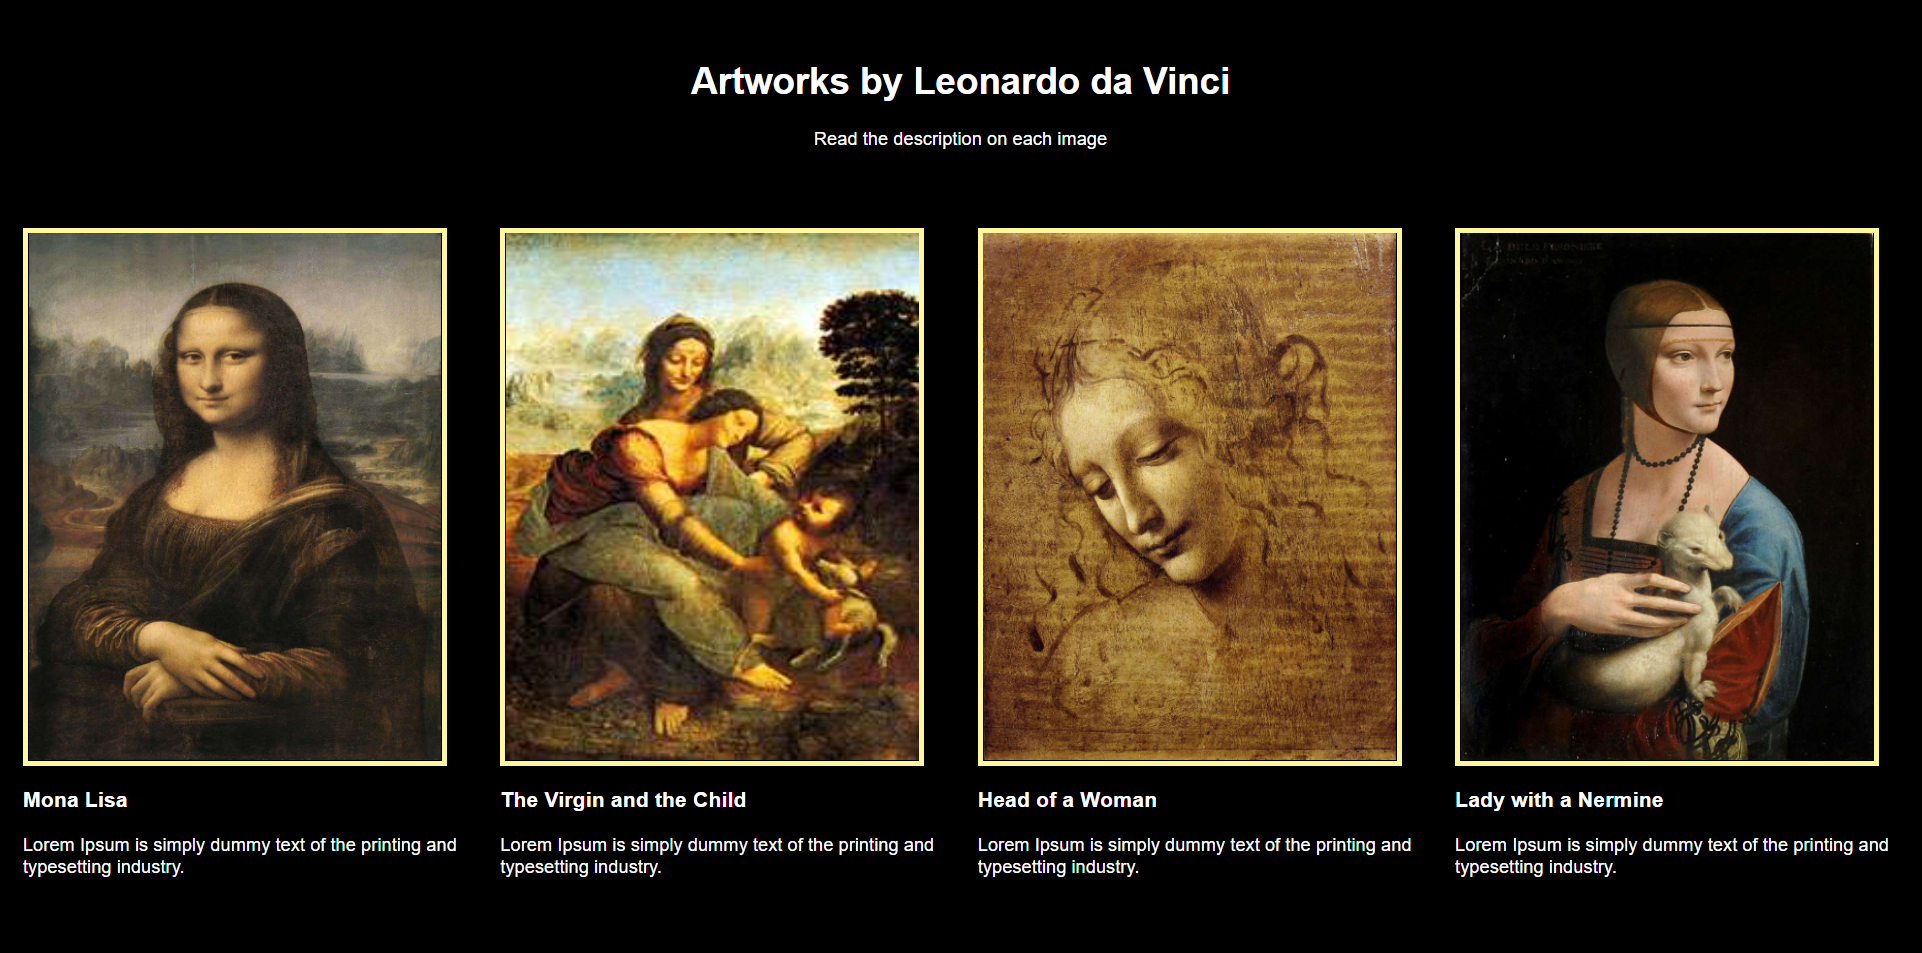 Artworks by Leonardo da Vinci
Read the description on each image
Mona Lisa
Lorem Ipsum is simply dummy text of the printing and
typesetting industry.
The Virgin and the Child
Lorem Ipsum is simply dummy text of the printing and
typesetting industry.
Head of a Woman
Lorem Ipsum is simply dummy text of the printing and
typesetting industry.
Lady with a Nermine
Lorem Ipsum is simply dummy text of the printing and
typesetting industry.